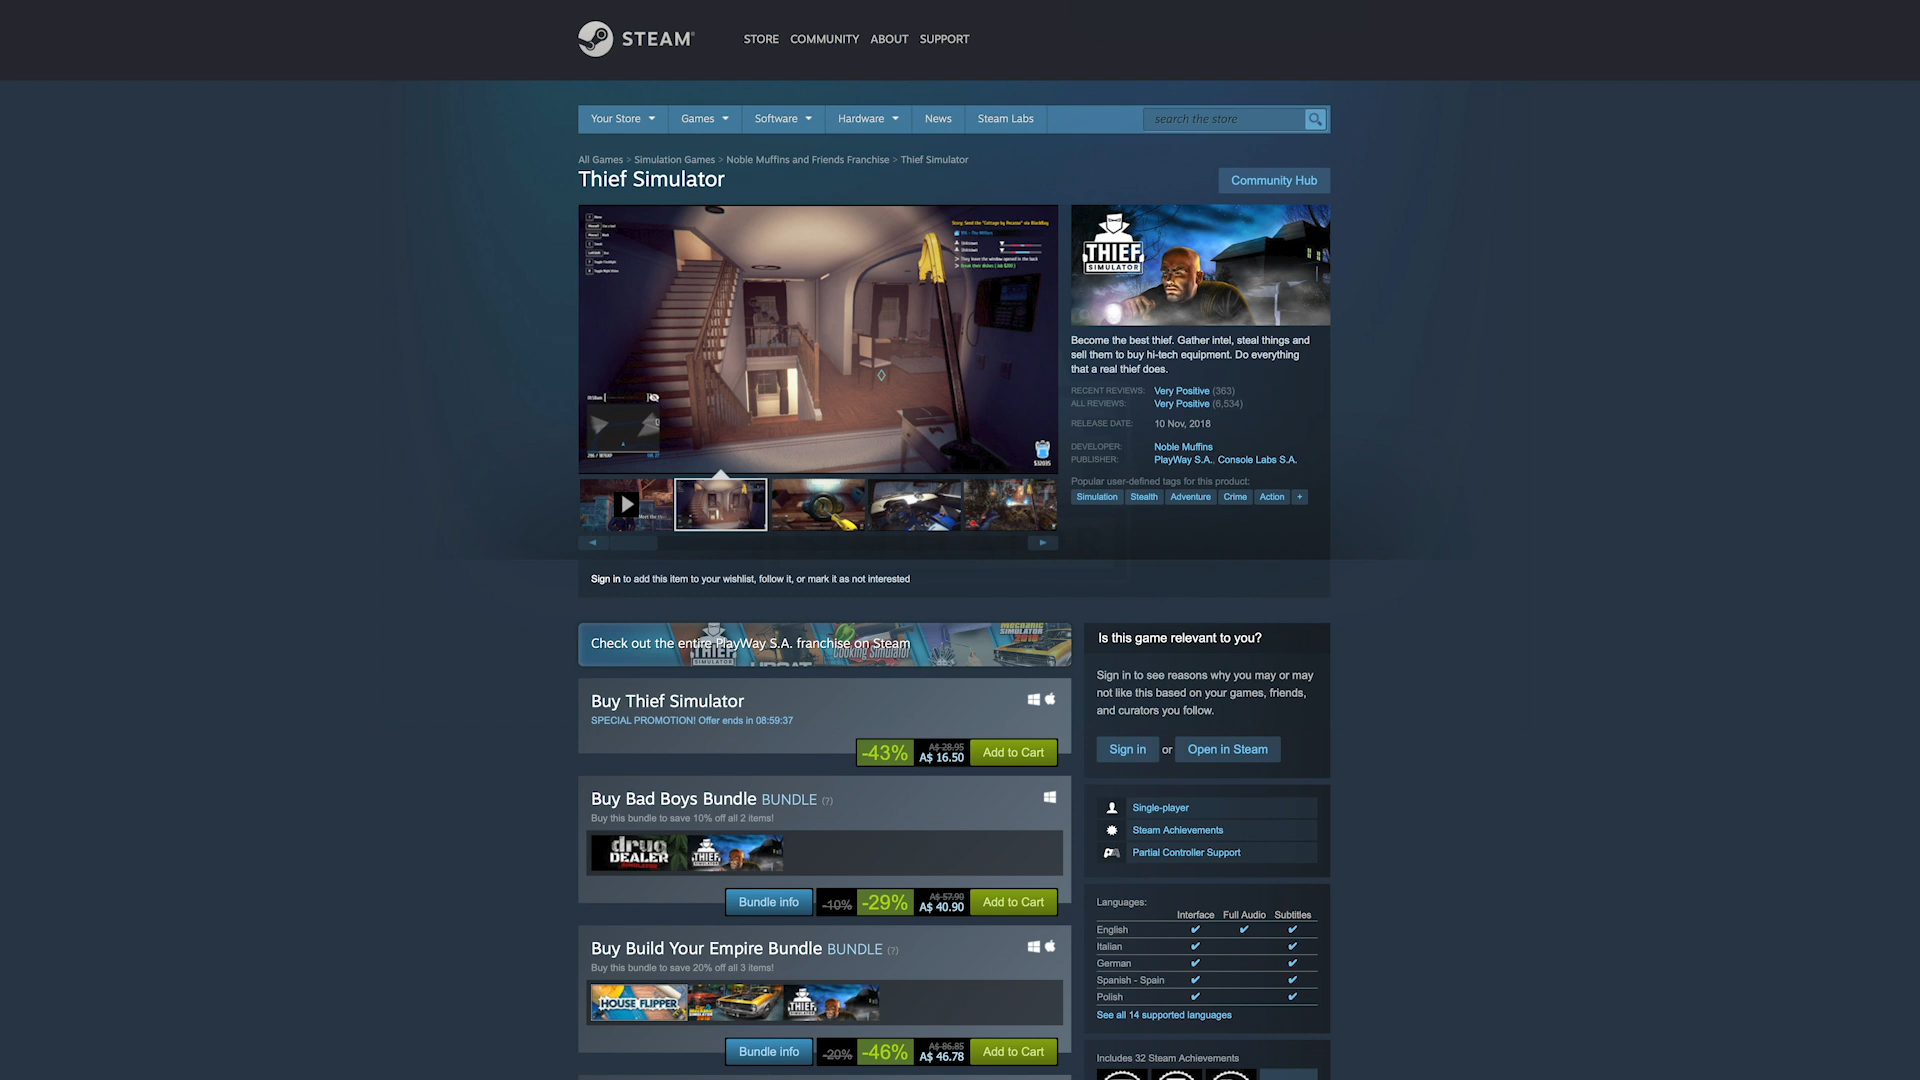 STEAM
STORE COMMUNITY ABOUT SUPPORT
Your Store Games Software Hardware News Steam Labs search the store
All Games > Simulation Games > Noble Muffins and Friends Franchise > Thief Simulator
Thief Simulator
Community Hub
THIEF
SIMULATOR
Become the best thief. Gather intel, steal things and
sell them to buy hi-tech equipment. Do everything
that a real thief does.
RECENT REVIEWS: Very Positive (363)
ALL REVIEWS: Very Positive (6,534)
RELEASE DATE: 10 Nov, 2018
DEVELOPER: Noble Muffins
PUBLISHER: PlayWay S.A., Console Labs S.A.
Popular user-defined tags for this product:
Simulation Stealth Adventure Crime Action +
Sign in to add this item to your wishlist, follow it, or mark it as not interested
Check out the entire PlayWay S.A. franchise on Steam
Buy Thief Simulator
SPECIAL PROMOTION! Offer ends in 08:59:37
-43% A$ 28.95 A$ 16.50 Add to Cart
Buy Bad Boys Bundle BUNDLE (?)
Buy this bundle to save 10% off all 2 items!
drug
DEALER
SIMULATOR
THIEF
SIMULATOR
Bundle info -10% -29% A$ 57.90 A$ 40.90 Add to Cart
Buy Build Your Empire Bundle BUNDLE (?)
Buy this bundle to save 20% off all 3 items!
HOUSE FLIPPER
THIEF
SIMULATOR
Bundle info -20% -46% A$ 86.85 A$ 46.78 Add to Cart
Is this game relevant to you?
Sign in to see reasons why you may or may
not like this based on your games, friends,
and curators you follow.
Sign in or Open in Steam
Single-player
Steam Achievements
Partial Controller Support
Languages:
Interface Full Audio Subtitles
English ✔ ✔ ✔
Italian ✔ ✔
German ✔ ✔
Spanish - Spain ✔ ✔
Polish ✔ ✔
See all 14 supported languages
Includes 32 Steam Achievements